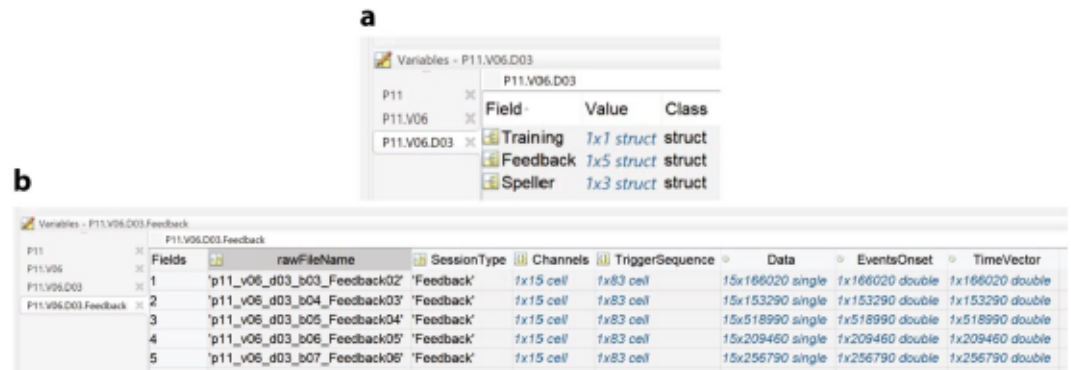 a
Variables - P11.V06.D03
P11.V06.D03
P11
P11.V06
P11.V06.D03
Field Value Class
Training 1x1 struct struct
Feedback 1x5 struct struct
Speller 1x3 struct struct
b
Variables - P11.V06.D03.Feedback
P11.V06.D03.Feedback
P11
P11.V06
P11.V06.D03
P11.V06.D03.Feedback
Fields rawFileName SessionType Channels TriggerSequence Data EventsOnset TimeVector
1 'p11_v06_d03_b03_Feedback02' 'Feedback' 1x15 cell 1x83 cell 15x166020 single 1x166020 double 1x166020 double
2 'p11_v06_d03_b04_Feedback03' 'Feedback' 1x15 cell 1x83 cell 15x153290 single 1x153290 double 1x153290 double
3 'p11_v06_d03_b05_Feedback04' 'Feedback' 1x15 cell 1x83 cell 15x518990 single 1x518990 double 1x518990 double
4 'p11_v06_d03_b06_Feedback05' 'Feedback' 1x15 cell 1x83 cell 15x209460 single 1x209460 double 1x209460 double
5 'p11_v06_d03_b07_Feedback06' 'Feedback' 1x15 cell 1x83 cell 15x256790 single 1x256790 double 1x256790 double